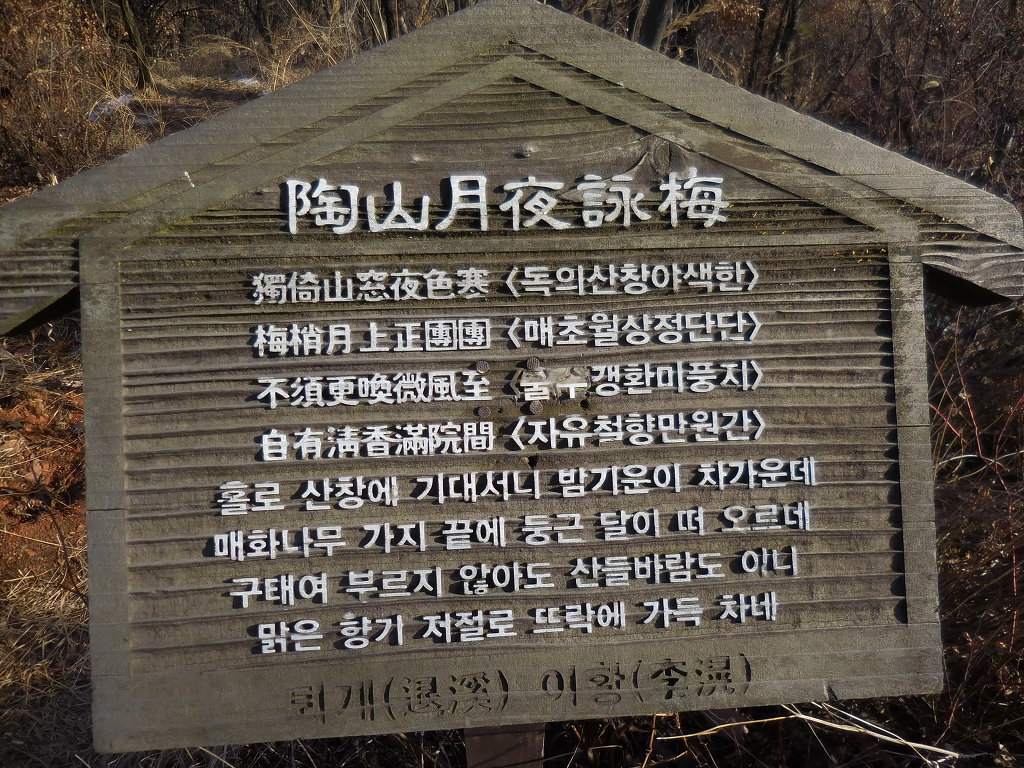 陶山月夜詠梅
獨倚山窓夜色寒 〈독의산창야색한〉
梅梢月上正團團 〈매초월상정단단〉
不須更喚微風至 갱환미풍지〉
自有淸香滿院間 〈자유청향만원간〉
홀로 산창에 기대서니 밤기운이 차가운데
매화나무 가지 끝에 둥근 달이 떠 오르네
구태여 부르지 않아도 산들바람도 이니
맑은 향기 저절로 뜨락에 가득 차네
퇴계(退溪) 이황(李滉)